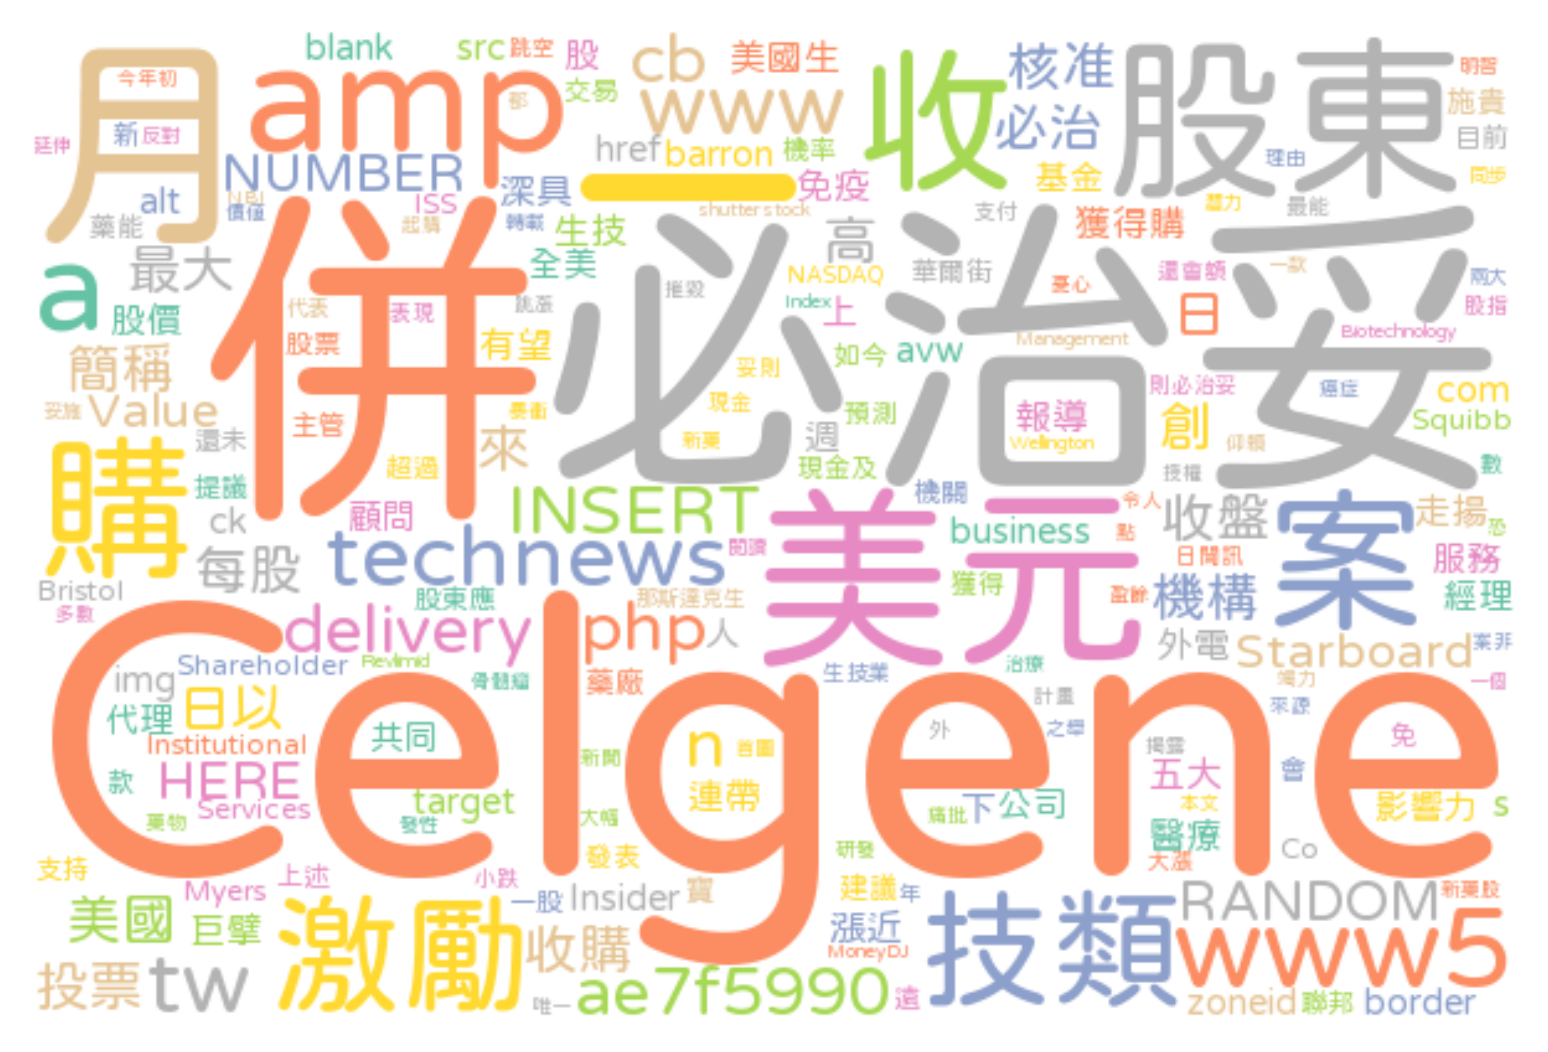 blank src 跳空 股 cb 美國生 收 核准 股東 明智
月 今年初 amp 部 交易 www 必治 施貴
延伸 新 反對 NUMBER href barron 機率 基金 理由 目前
alt NBI 價值 ISS 深具 一 免疫 同步
藥能 起購 轉載 shutterstock 支付 獲得購 潛力 最能
最大 併 生技 必治妥 高
a 全美 NASDAQ 華爾街 憂心 還會額 一款 兩大
股價 代表 表現 跳漲 摧毀 Index 上 日 股指
簡稱 股票 有望 如今 avw Management Biotechnology
妥則 則必治妥 癌症 com
妥施 Value 主管 暴衝 現金 預測 報導 創 Squibb
還未 來 新藥 週 Wellington 仰賴
購 超過 現金及 授權 數
提議 顧問 INSERT 美元 機關 令人 收盤 案 走揚 恐
ck technews 閱讀 business 點
每股 日聞訊 服務
Bristol 股東應 那斯達克生 獲得 盈餘 機構 經理
多數 delivery php 人 外電 Starboard 案非
img Shareholder Revlimid 骨髓瘤 藥廠 生技業 治療 竭力 一個
代理 日以 Celgene 計畫 來源
Institutional 共同 n 首圖 外 之舉 揭露 免
款 HERE 新聞 連帶 五大 會
Services target 下 公司 本文 影響力 s
藥物 發性 大幅 痛批 醫療
支持 上述 小跌 發表 研發 大漲 Co
Myers 一股 Insider 寶 建議 年 RANDOM 新藥股
美國 巨擘 激勵 收購 漲近 技類 www5
MoneyDJ
投票 tw 唯一 ae7f5990 遠 zoneid 聯邦 border